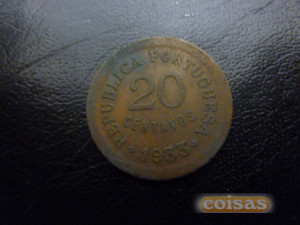 REPUBLICA PORTUGUESA
20
CENTAVOS
1933
coisas